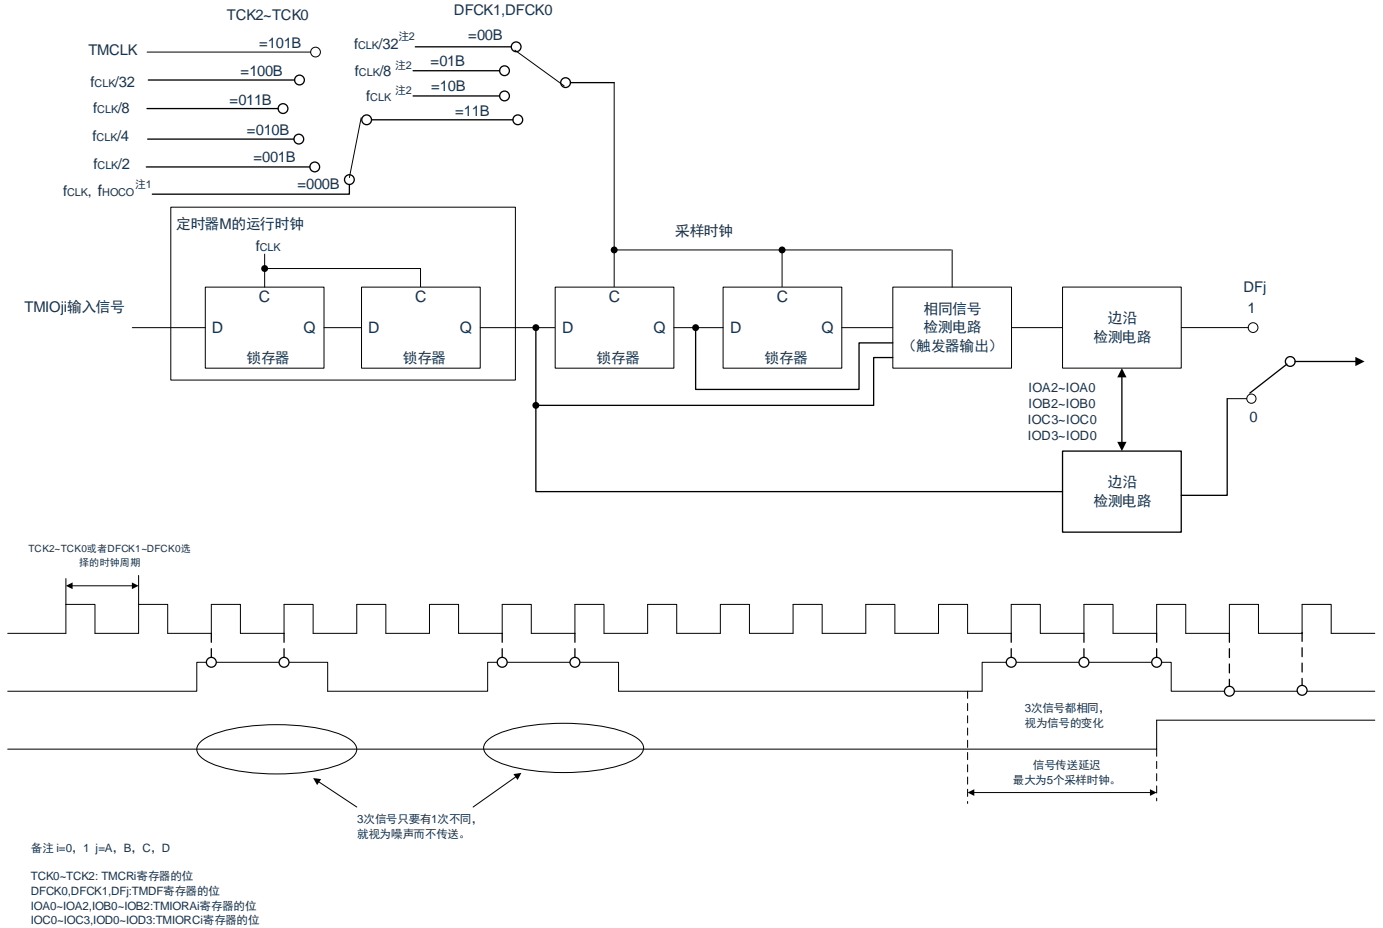 TCK2~TCK0
DFCK1,DFCK0
TMCLK
=101B
fCLK/32
=100B
fCLK/8
=011B
fCLK/4
=010B
fCLK/2
=001B
fCLK, fHOCO注1
=000B
fCLK/32注2
=00B
fCLK/8 注2
=01B
fCLK 注2
=10B
=11B
定时器M的运行时钟
fCLK
采样时钟
TMIOji输入信号
C
D
Q
锁存器
C
D
Q
锁存器
C
D
Q
锁存器
C
D
Q
锁存器
相同信号
检测电路
（触发器输出）
边沿
检测电路
DFj
1
0
IOA2~IOA0
IOB2~IOB0
IOC3~IOC0
IOD3~IOD0
边沿
检测电路
TCK2~TCK0或者DFCK1~DFCK0选
择的时钟周期
3次信号都相同，
视为信号的变化
信号传送延迟
最大为5个采样时钟。
3次信号只要有1次不同，
就视为噪声而不传送。
备注 i=0，1 j=A，B，C，D
TCK0~TCK2: TMCRi寄存器的位
DFCK0,DFCK1,DFj:TMDF寄存器的位
IOA0~IOA2,IOB0~IOB2:TMIORAi寄存器的位
IOC0~IOC3,IOD0~IOD3:TMIORCi寄存器的位